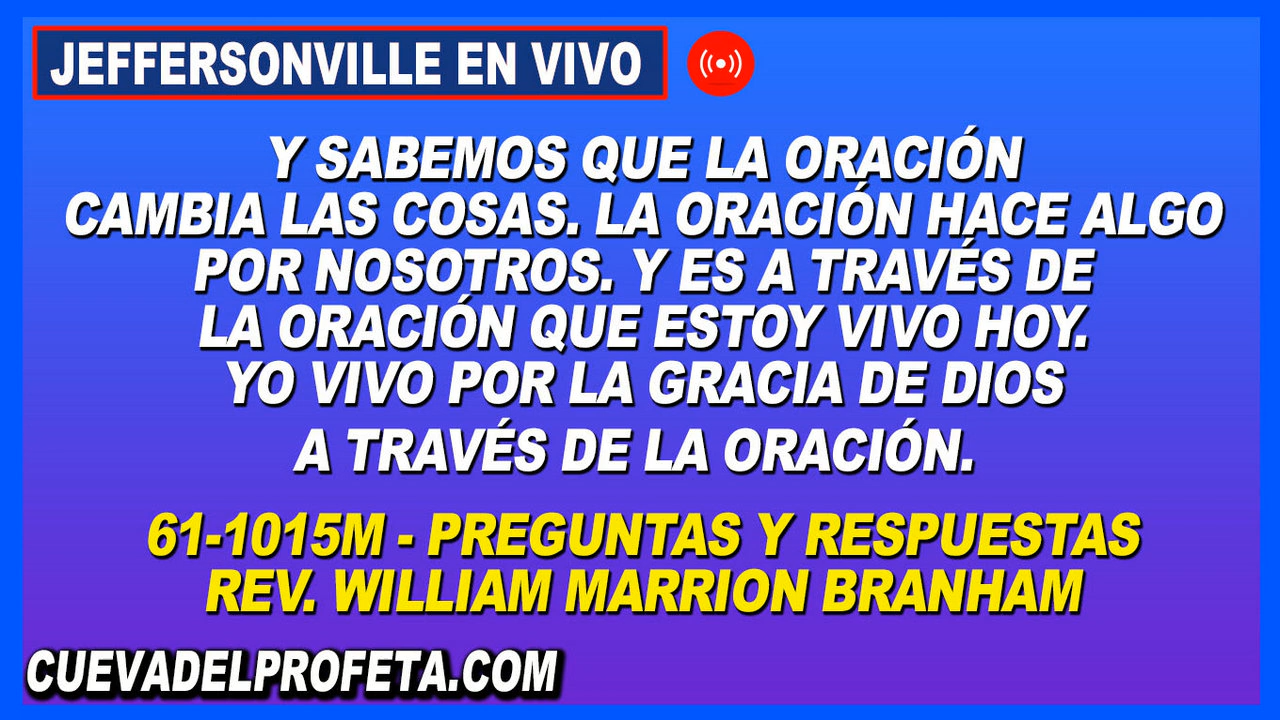 JEFFERSONVILLE EN VIVO
Y SABEMOS QUE LA ORACIÓN
CAMBIA LAS COSAS. LA ORACIÓN HACE ALGO
POR NOSOTROS. Y ES A TRAVÉS DE
LA ORACIÓN QUE ESTOY VIVO HOY.
YO VIVO POR LA GRACIA DE DIOS
A TRAVÉS DE LA ORACIÓN.
61-1015M - PREGUNTAS Y RESPUESTAS
REV. WILLIAM MARRION BRANHAM
CUEVADELPROFETA.COM